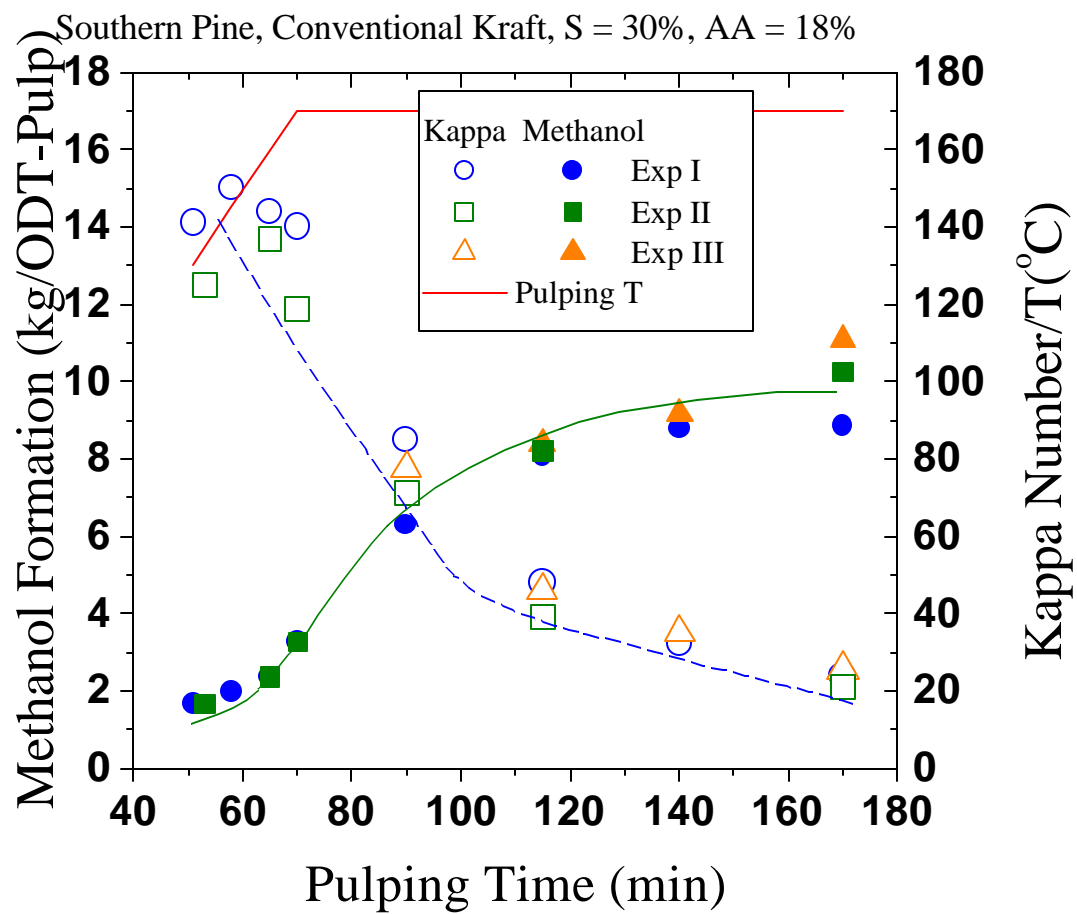 Southern Pine, Conventional Kraft, S = 30%, AA = 18%
Methanol Formation (kg/ODT-Pulp)
18
16
14
12
10
8
6
4
2
0
Kappa Methanol
Exp I
Exp II
Exp III
Pulping T
180
160
140
120
100
80
60
40
20
0
Kappa Number/T(°C)
40 60 80 100 120 140 160 180
Pulping Time (min)